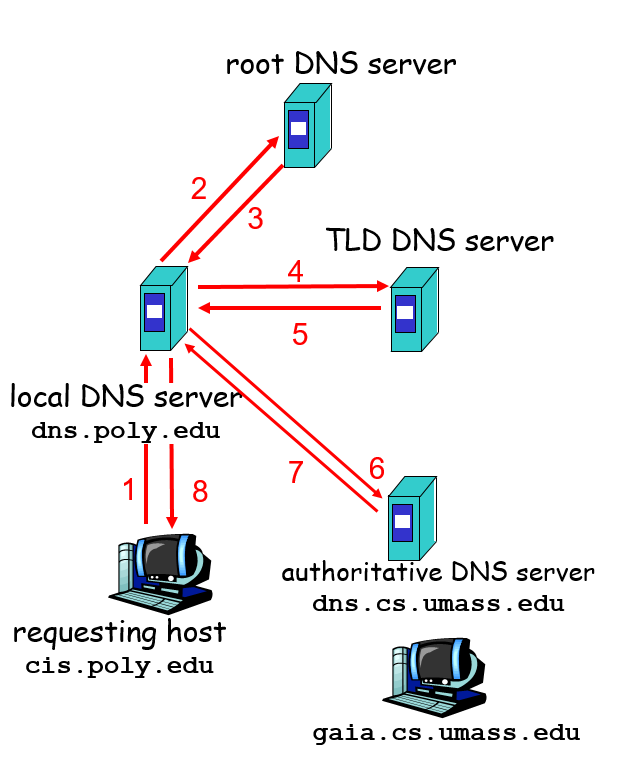 root DNS server
2
3
TLD DNS server
4
5
local DNS server
dns.poly.edu
1
8
7
6
authoritative DNS server
dns.cs.umass.edu
requesting host
cis.poly.edu
gaia.cs.umass.edu